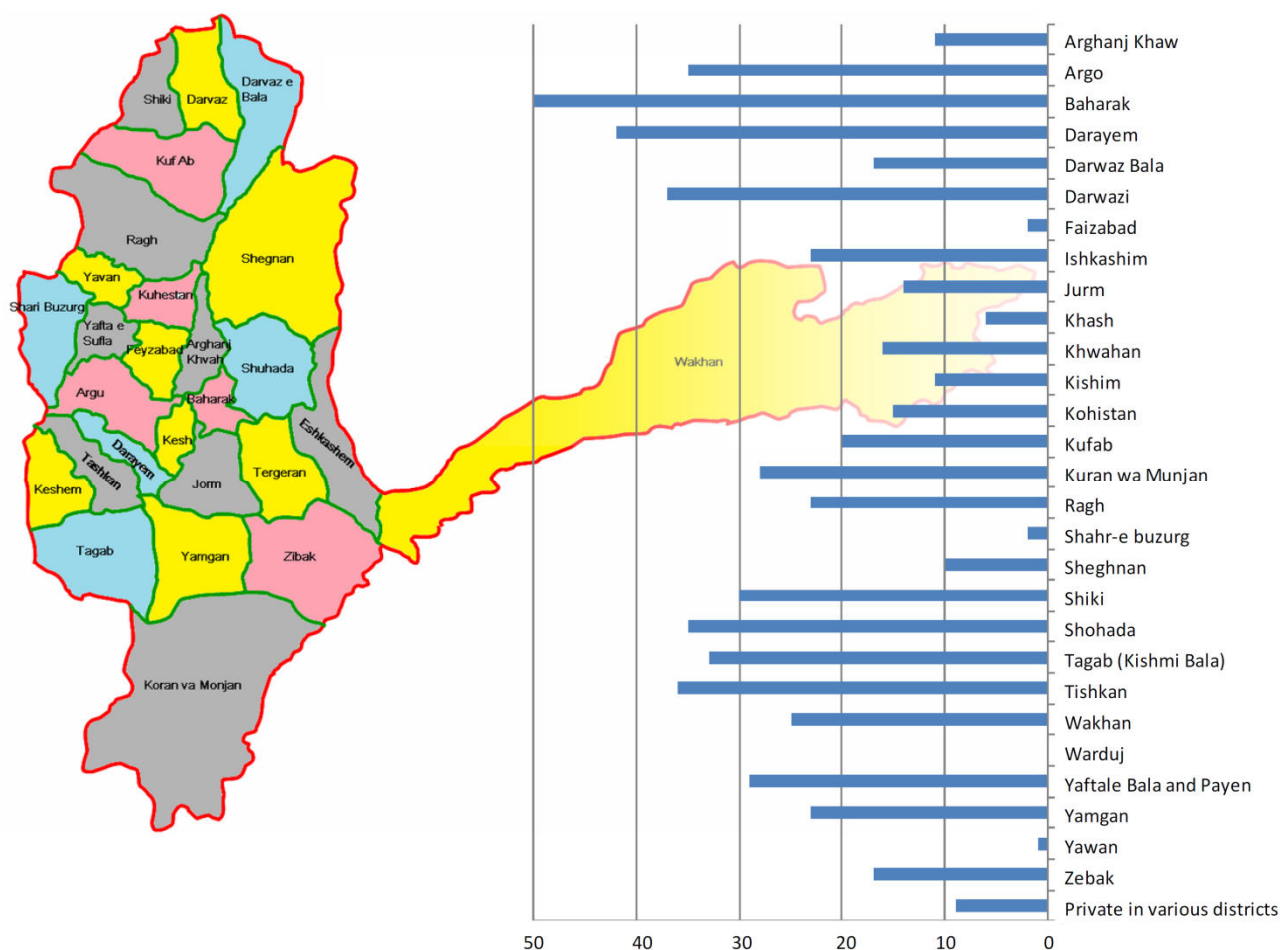 Shiki
Darvaz
Darvaz e
Bala
Kuf Ab
Ragh
Shegnan
Yavan
Kuhestan
Shari Buzurg
Yafta e
Sufla
Feyzabad
Arghanj
Khvah
Shuhada
Argu
Baharak
Kesh
Eshkashem
Darayem
Tashkan
Keshem
Jorm
Tergeran
Tagab
Yamgan
Zibak
Koran va Monjan
Wakhan
Arghanj Khaw
Argo
Baharak
Darayem
Darwaz Bala
Darwazi
Faizabad
Ishkashim
Jurm
Khash
Khwahan
Kishim
Kohistan
Kufab
Kuran wa Munjan
Ragh
Shahr-e buzurg
Sheghnan
Shiki
Shohada
Tagab (Kishmi Bala)
Tishkan
Wakhan
Warduj
Yaftale Bala and Payen
Yamgan
Yawan
Zebak
Private in various districts
50 40 30 20 10 0